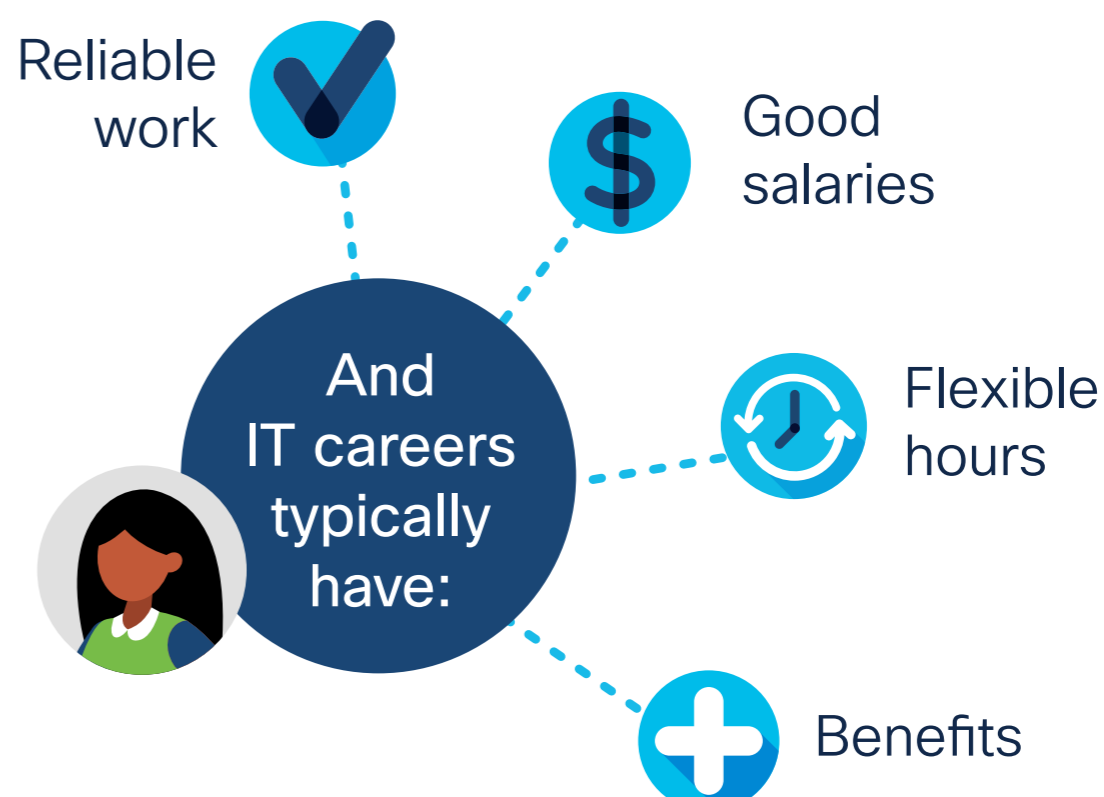 Reliable
work
Good
salaries
And
IT careers
typically
have:
Flexible
hours
Benefits